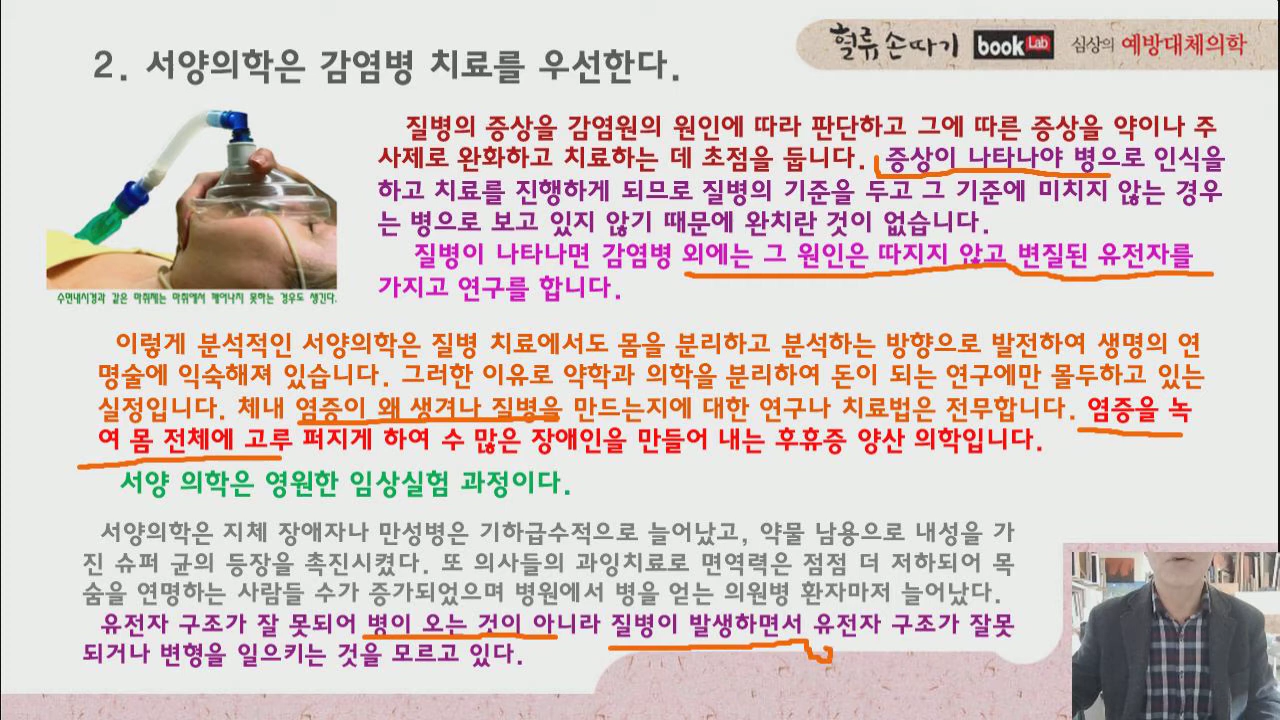 2. 서양의학은 감염병 치료를 우선한다.
혈류 손따기 book Lab 심상의 예방대체의학
질병의 증상을 감염원의 원인에 따라 판단하고 그에 따른 증상을 약이나 주
사제로 완화하고 치료하는 데 초점을 둡니다. 증상이 나타나야 병으로 인식을
하고 치료를 진행하게 되므로 질병의 기준을 두고 그 기준에 미치지 않는 경우
는 병으로 보고 있지 않기 때문에 완치란 것이 없습니다.
질병이 나타나면 감염병 외에는 그 원인은 따지지 않고 변질된 유전자를
가지고 연구를 합니다.
수면내시경과 같은 마취제는 마취에서 깨어나지 못하는 경우도 생긴다.
이렇게 분석적인 서양의학은 질병 치료에서도 몸을 분리하고 분석하는 방향으로 발전하여 생명의 연
명술에 익숙해져 있습니다. 그러한 이유로 약학과 의학을 분리하여 돈이 되는 연구에만 몰두하고 있는
실정입니다. 체내 염증이 왜 생겨나 질병을 만드는지에 대한 연구나 치료법은 전무합니다. 염증을 녹
여 몸 전체에 고루 퍼지게 하여 수 많은 장애인을 만들어 내는 후휴증 양산 의학입니다.
서양 의학은 영원한 임상실험 과정이다.
서양의학은 지체 장애자나 만성병은 기하급수적으로 늘어났고, 약물 남용으로 내성을 가
진 슈퍼 균의 등장을 촉진시켰다. 또 의사들의 과잉치료로 면역력은 점점 더 저하되어 목
숨을 연명하는 사람들 수가 증가되었으며 병원에서 병을 얻는 의원병 환자마저 늘어났다.
유전자 구조가 잘 못되어 병이 오는 것이 아니라 질병이 발생하면서 유전자 구조가 잘못
되거나 변형을 일으키는 것을 모르고 있다.